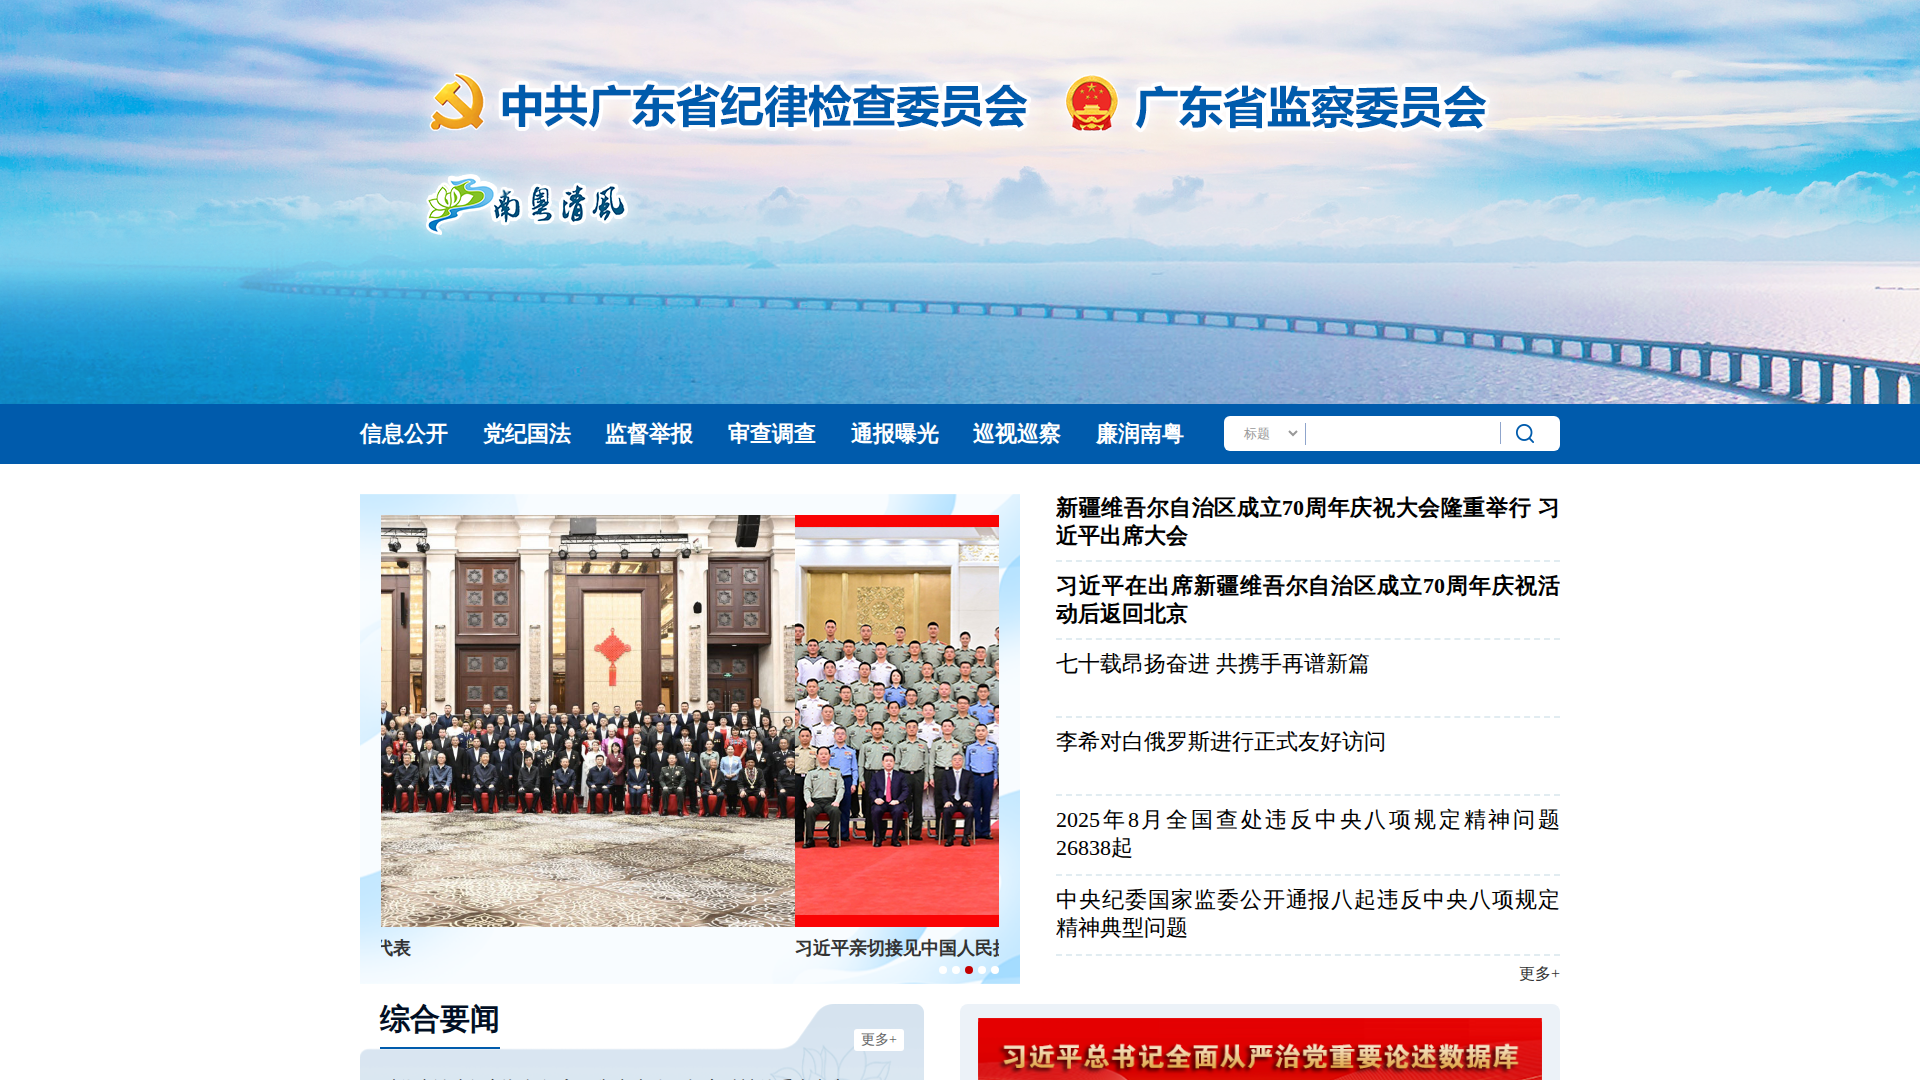 中共广东省纪律检查委员会 广东省监察委员会
南粤清風
信息公开 党纪国法 监督举报 审查调查 通报曝光 巡视巡察 廉润南粤 标题
新疆维吾尔自治区成立70周年庆祝大会隆重举行 习
近平出席大会
习近平在出席新疆维吾尔自治区成立70周年庆祝活
动后返回北京
七十载昂扬奋进 共携手再谱新篇
李希对白俄罗斯进行正式友好访问
2025年8月全国查处违反中央八项规定精神问题
26838起
中央纪委国家监委公开通报八起违反中央八项规定
精神典型问题
更多+
代表 习近平亲切接见中国人民
综合要闻
更多+
习近平总书记全面从严治党重要论述数据库